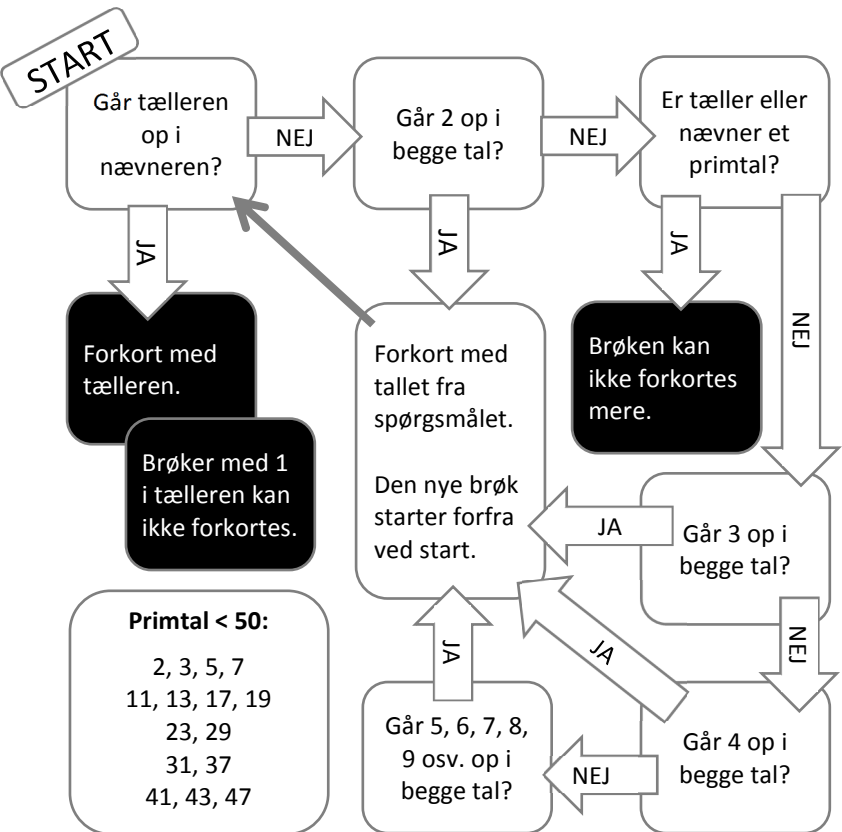 START
Går tælleren
op i
nævneren?
NEJ
Går 2 op i
begge tal?
NEJ
Er tæller eller
nævner et
primtal?
JA
JA
JA
NEJ
Forkort med
tælleren.
Brøker med 1
i tælleren kan
ikke forkortes.
Forkort med
tallet fra
spørgsmålet.
Den nye brøk
starter forfra
ved start.
Brøken kan
ikke forkortes
mere.
JA
Går 3 op i
begge tal?
NEJ
Primtal < 50:
2, 3, 5, 7
11, 13, 17, 19
23, 29
31, 37
41, 43, 47
JA
Går 5, 6, 7, 8,
9 osv. op i
begge tal?
JA
NEJ
Går 4 op i
begge tal?